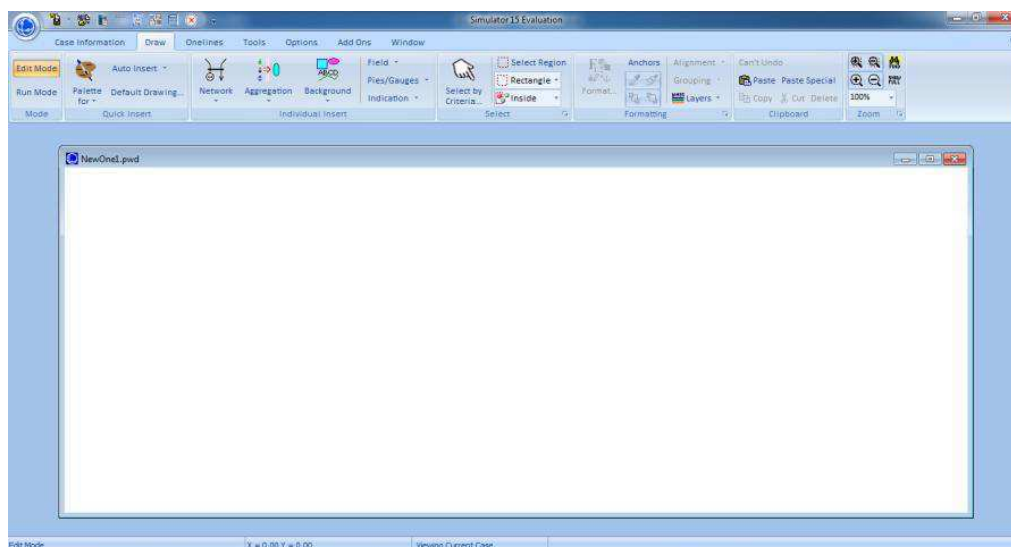 Simulator 15 Evaluation
Case Information Draw Onelines Tools Options Add Ons Window
Edit Mode
Run Mode
Mode
Palette for
Auto Insert
Default Drawing...
Quick Insert
Network
Aggregation
ABCD
Background
Field
Pies/Gauges
Indication
Individual Insert
Select by Criteria...
Select Region
Rectangle
Inside
Select
Format...
Anchors
Alignment
Grouping
Layers
Formatting
Can't Undo
Paste Paste Special
Copy Cut Delete
Clipboard
100%
Zoom
NewOne1.pwd
Edit Mode X = 0.00 Y = 0.00 Viewing Current Case